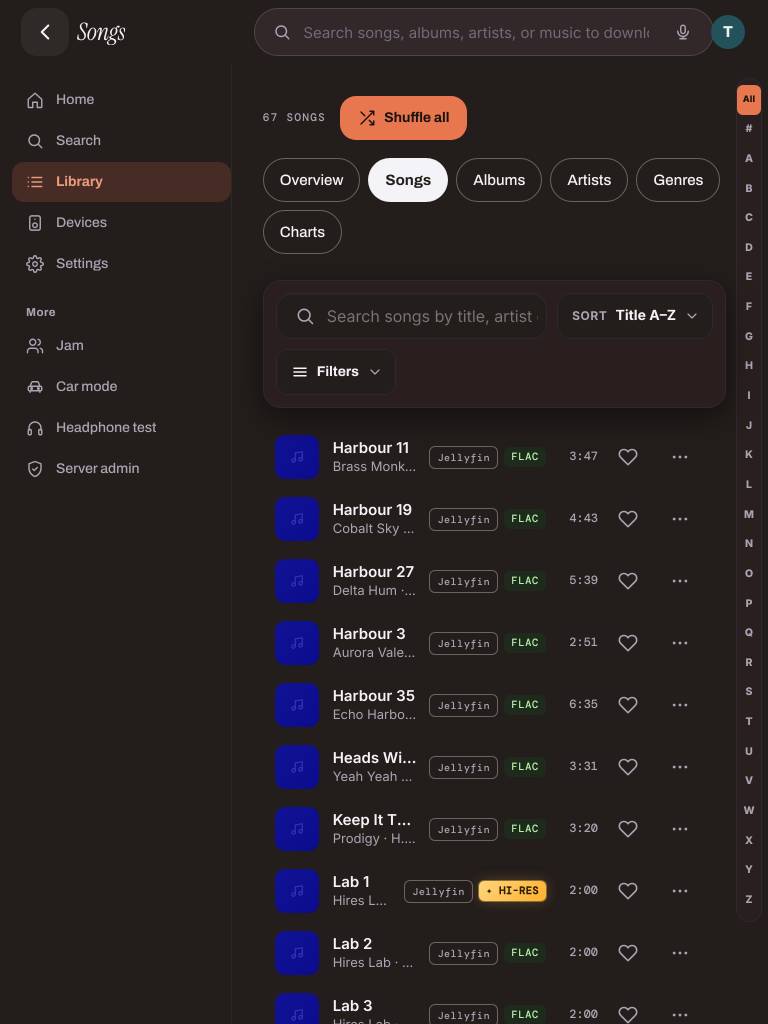 Songs
Search songs, albums, artists, or music to downl
T
Home
Search
Library
Devices
Settings
More
Jam
Car mode
Headphone test
Server admin
67 SONGS
Shuffle all
Overview
Songs
Albums
Artists
Genres
Charts
Search songs by title, artist
SORT Title A–Z
Filters
Harbour 11
Brass Monk...
Jellyfin FLAC 3:47
Harbour 19
Cobalt Sky ...
Jellyfin FLAC 4:43
Harbour 27
Delta Hum ·...
Jellyfin FLAC 5:39
Harbour 3
Aurora Vale...
Jellyfin FLAC 2:51
Harbour 35
Echo Harbo...
Jellyfin FLAC 6:35
Heads Wi...
Yeah Yeah ...
Jellyfin FLAC 3:31
Keep It T...
Prodigy · H...
Jellyfin FLAC 3:20
Lab 1
Hires L...
Jellyfin HI-RES 2:00
Lab 2
Hires Lab · ...
Jellyfin FLAC 2:00
Lab 3
Hires Lab · ...
Jellyfin FLAC 2:00
All
#
A
B
C
D
E
F
G
H
I
J
K
L
M
N
O
P
Q
R
S
T
U
V
W
X
Y
Z